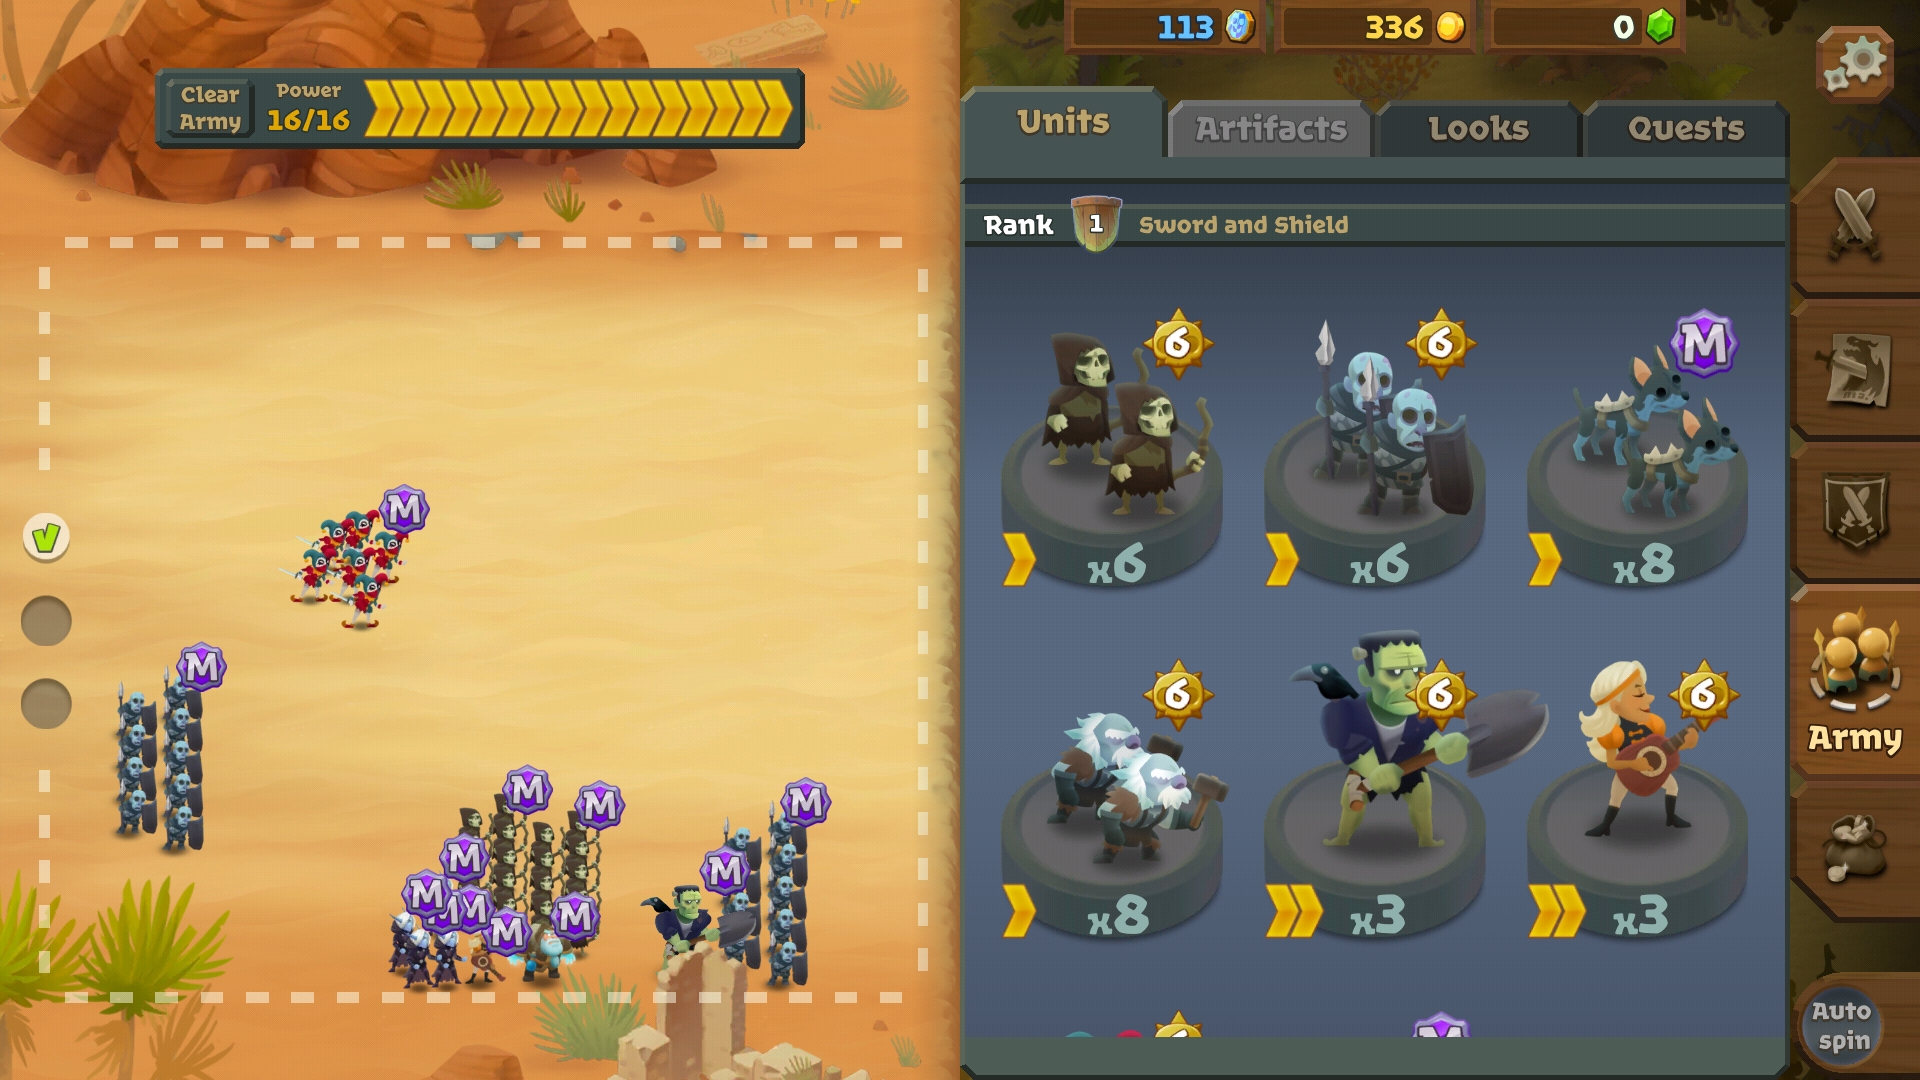 113
336
0
Clear
Army
Power
16/16
Units
Artifacts
Looks
Quests
Rank
1
Sword and Shield
6
6
M
x6
x6
x8
6
6
6
x8
x3
x3
M
M
M
M
M
M
M
M
M
M
M
M
Army
Auto
spin